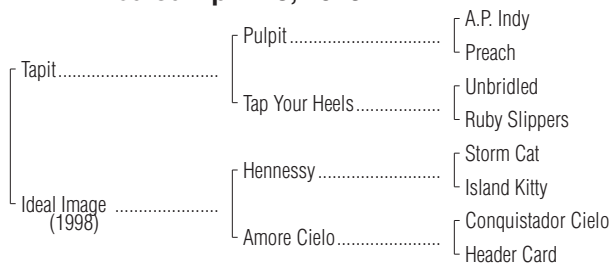 Pulpit
A.P. Indy
Preach
Tapit
Tap Your Heels
Unbridled
Ruby Slippers
Hennessy
Storm Cat
Island Kitty
Ideal Image
(1998)
Amore Cielo
Conquistador Cielo
Header Card